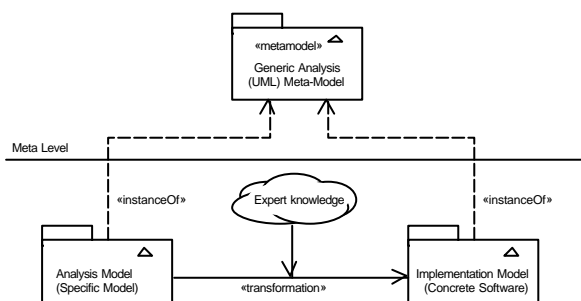 «metamodel»
Generic Analysis
(UML) Meta-Model
Meta Level
«instanceOf»
Expert knowledge
«instanceOf»
Analysis Model
(Specific Model)
«transformation»
Implementation Model
(Concrete Software)